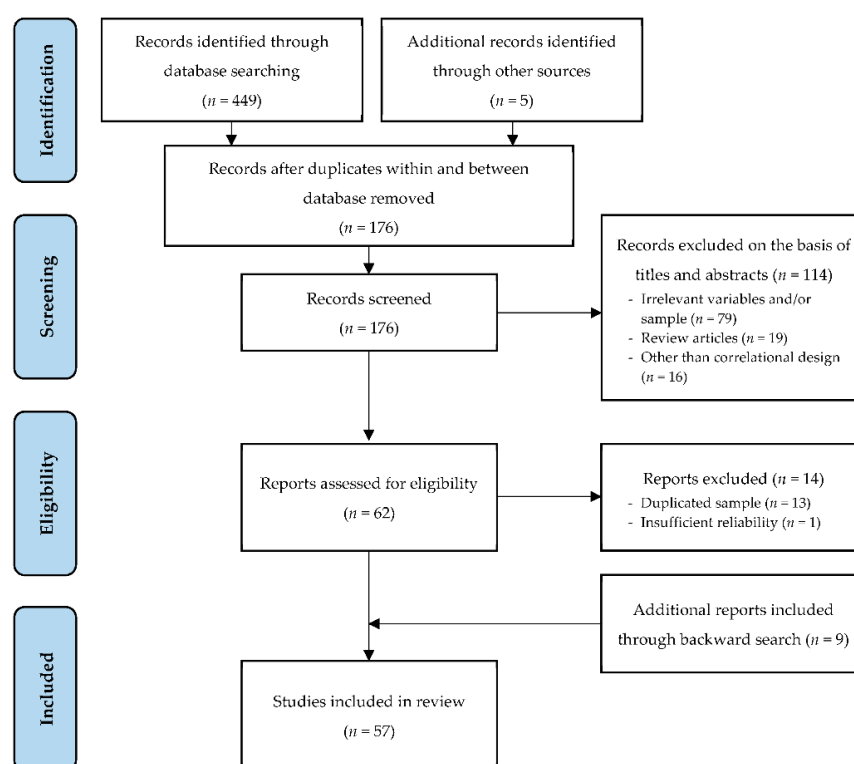 Identification
Records identified through
database searching
(n = 449)
Additional records identified
through other sources
(n = 5)
Records after duplicates within and between
database removed
(n = 176)
Screening
Records screened
(n = 176)
Records excluded on the basis of
titles and abstracts (n = 114)
- Irrelevant variables and/or
sample (n = 79)
- Review articles (n = 19)
- Other than correlational design
(n = 16)
Eligibility
Reports assessed for eligibility
(n = 62)
Reports excluded (n = 14)
- Duplicated sample (n = 13)
- Insufficient reliability (n = 1)
Additional reports included
through backward search (n = 9)
Included
Studies included in review
(n = 57)